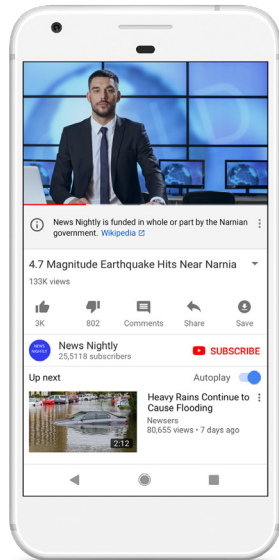 News Nightly is funded in whole or part by the Narnian
government. Wikipedia
4.7 Magnitude Earthquake Hits Near Narnia
133K views
3K
802
Comments
Share
Save
NEWS
NIGHTLY
News Nightly
25,5118 subscribers
SUBSCRIBE
Up next
Autoplay
2:12
Heavy Rains Continue to
Cause Flooding
Newsers
80,655 views • 7 days ago